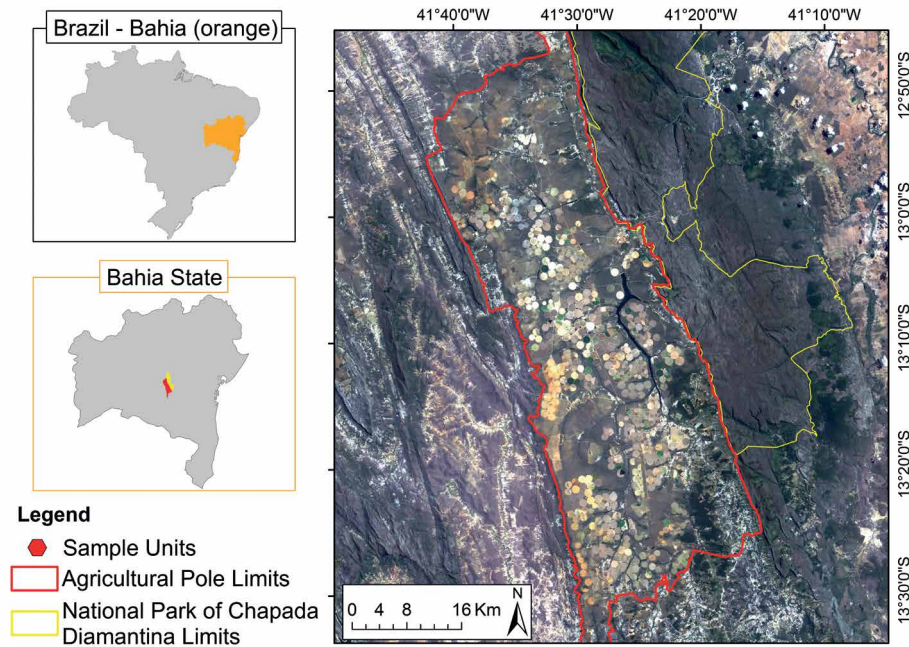 Brazil - Bahia (orange)
Bahia State
Legend
Sample Units
Agricultural Pole Limits
National Park of Chapada
Diamantina Limits
41°40'0"W 41°30'0"W 41°20'0"W 41°10'0"W
12°50'0"S
13°0'0"S
13°10'0"S
13°20'0"S
13°30'0"S
0 4 8 16 Km
N